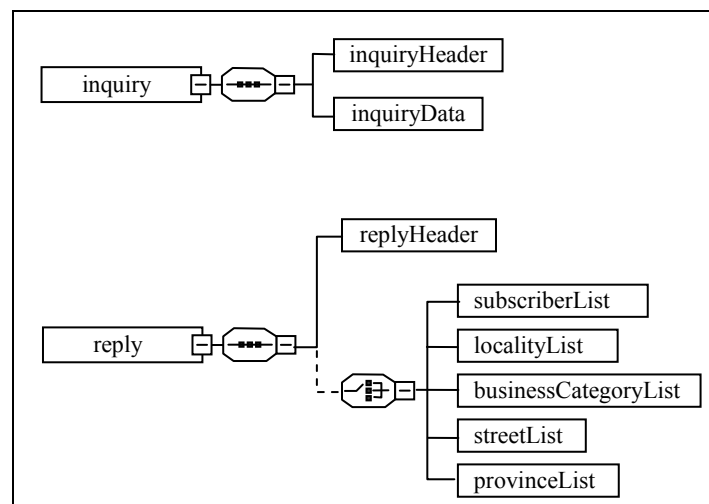 inquiry
inquiryHeader
inquiryData
reply
replyHeader
subscriberList
localityList
businessCategoryList
streetList
provinceList